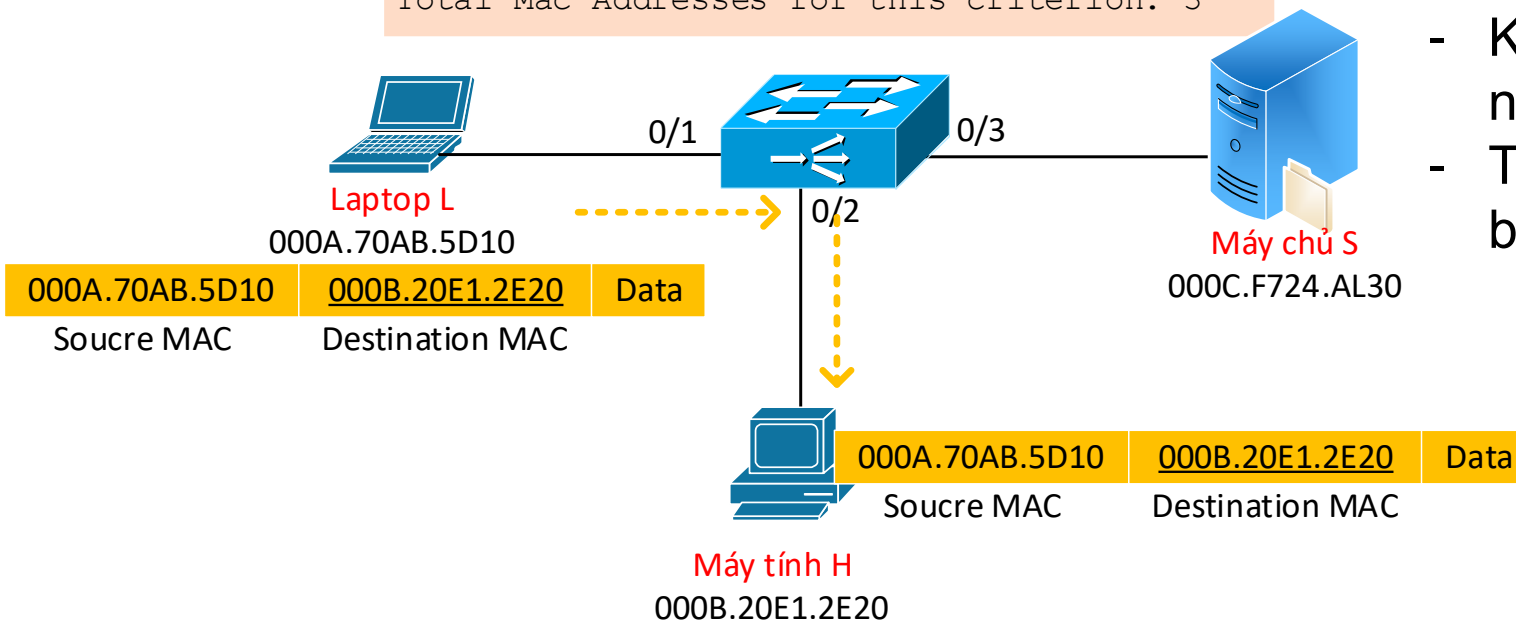 Total Mac Addresses for this criterion: 3
- K
n
- T
b
0/1
0/3
0/2
Laptop L
000A.70AB.5D10
Máy chủ S
000C.F724.AL30
000A.70AB.5D10 000B.20E1.2E20 Data
Soucre MAC Destination MAC
000A.70AB.5D10 000B.20E1.2E20 Data
Soucre MAC Destination MAC
Máy tính H
000B.20E1.2E20